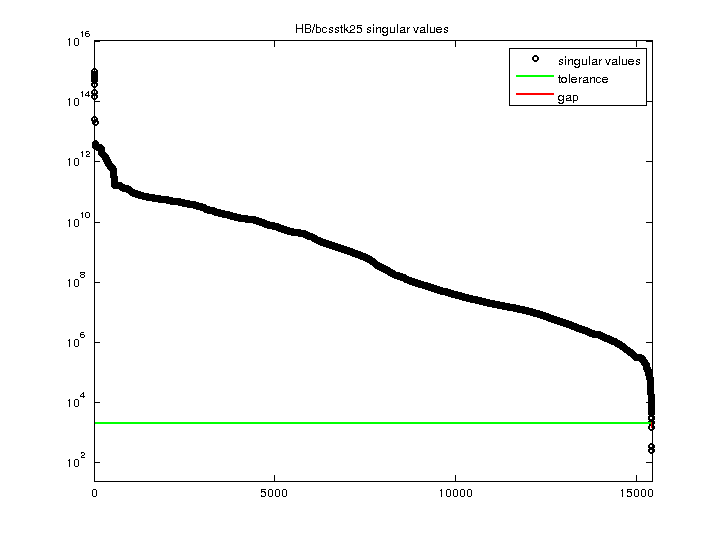 HB/bcsstk25 singular values
singular values
tolerance
gap
10^16
10^14
10^12
10^10
10^8
10^6
10^4
10^2
0 5000 10000 15000